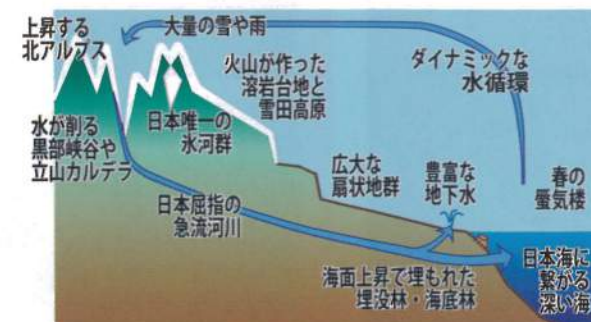 上昇する
北アルプス
大量の雪や雨
火山が作った
溶岩台地と
雪田高原
ダイナミックな
水循環
日本唯一の
氷河群
水が削る
黒部峡谷や
立山カルデラ
広大な
扇状地群
豊富な
地下水
春の
蜃気楼
日本屈指の
急流河川
海面上昇で埋もれた
埋没林・海底林
日本海に
繋がる
深い海